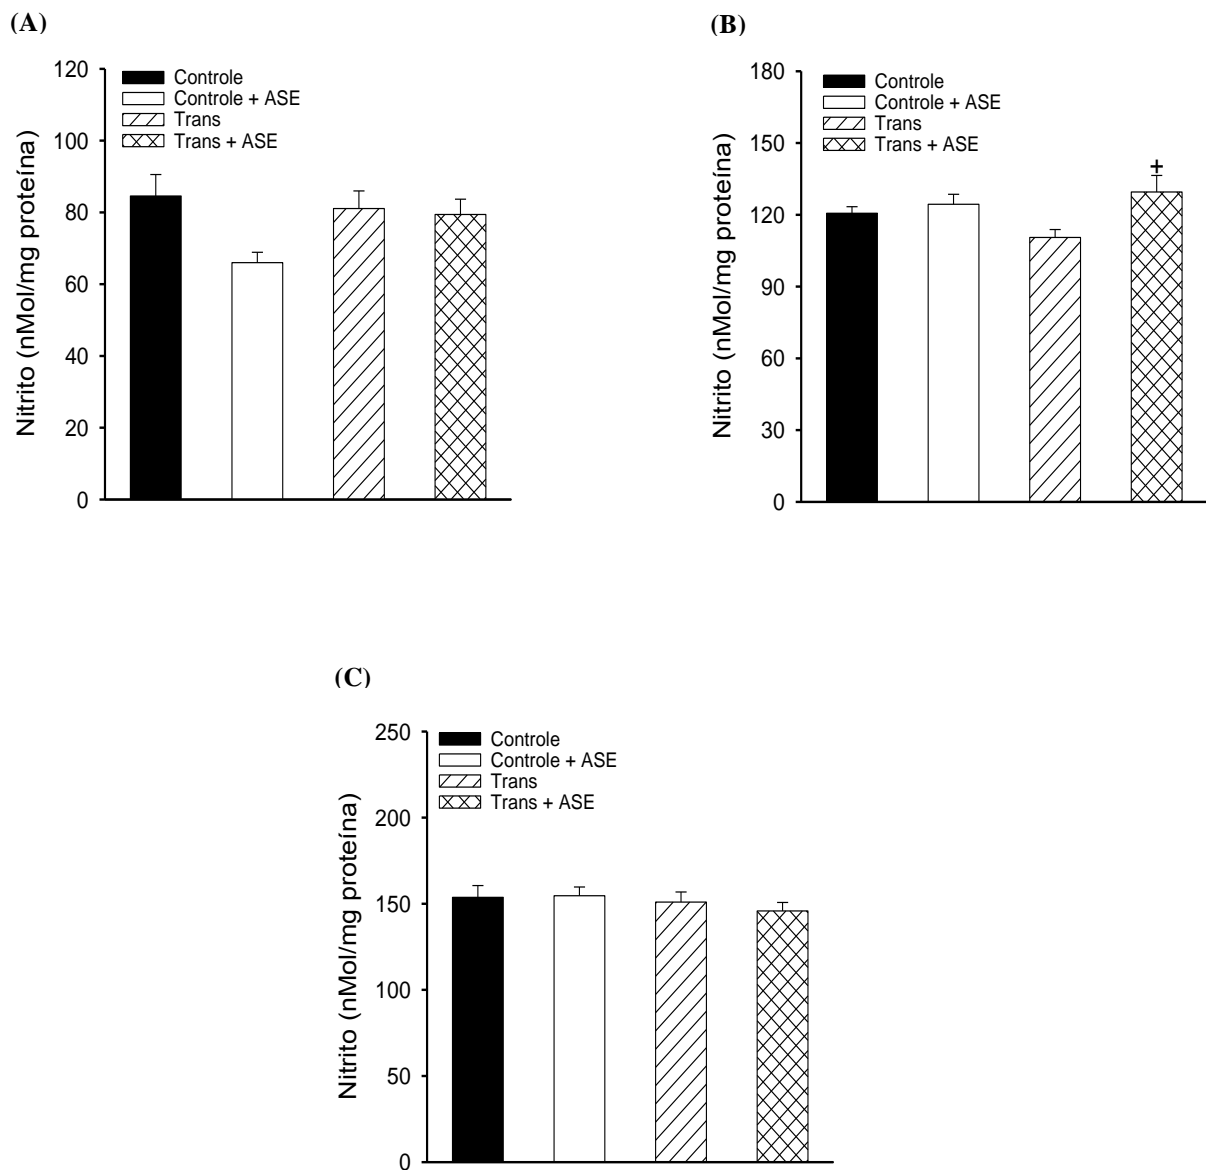 (A)
120
100
80
60
40
20
0
Nitrito (nMol/mg proteína)
Controle
Controle + ASE
Trans
Trans + ASE
(B)
180
150
120
90
60
30
0
Nitrito (nMol/mg proteína)
Controle
Controle + ASE
Trans
Trans + ASE
+
(C)
250
200
150
100
50
0
Nitrito (nMol/mg proteína)
Controle
Controle + ASE
Trans
Trans + ASE